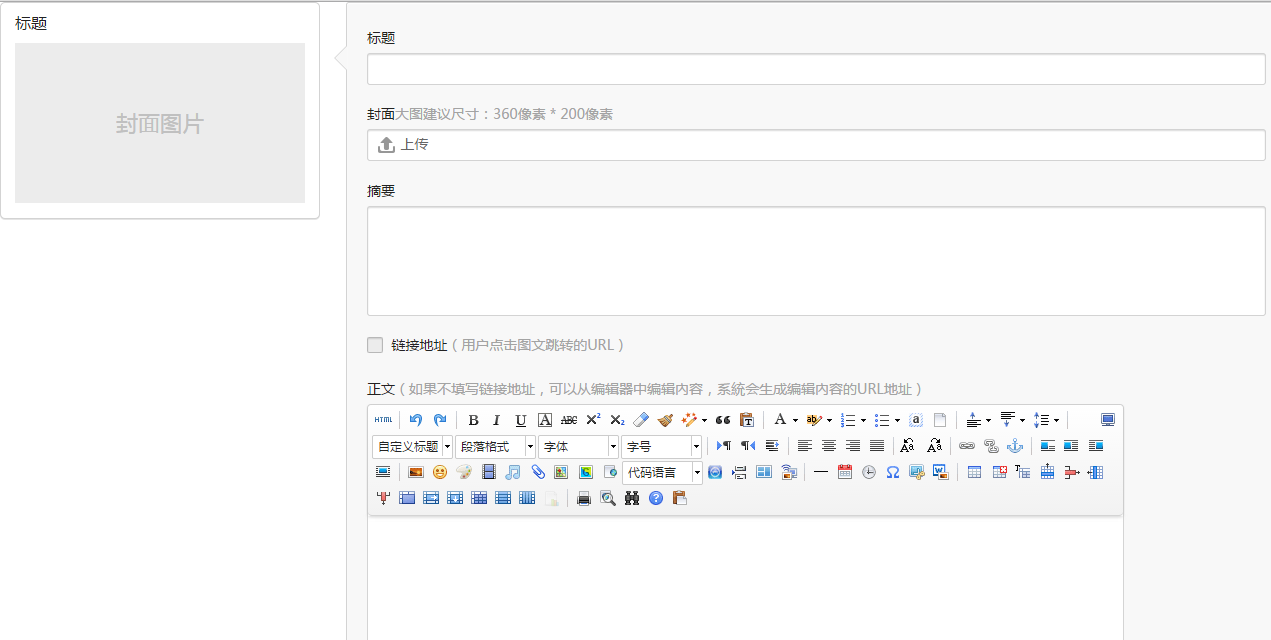 标题
封面图片
标题
封面大图建议尺寸：360像素 * 200像素
上传
摘要
链接地址（用户点击图文跳转的URL）
正文（如果不填写链接地址，可以从编辑器中编辑内容，系統会生成编辑内容的URL地址）
HTML B I U A ABC X² X₂ A ab a
自定义标题 段落格式 字体 字号
代码语言